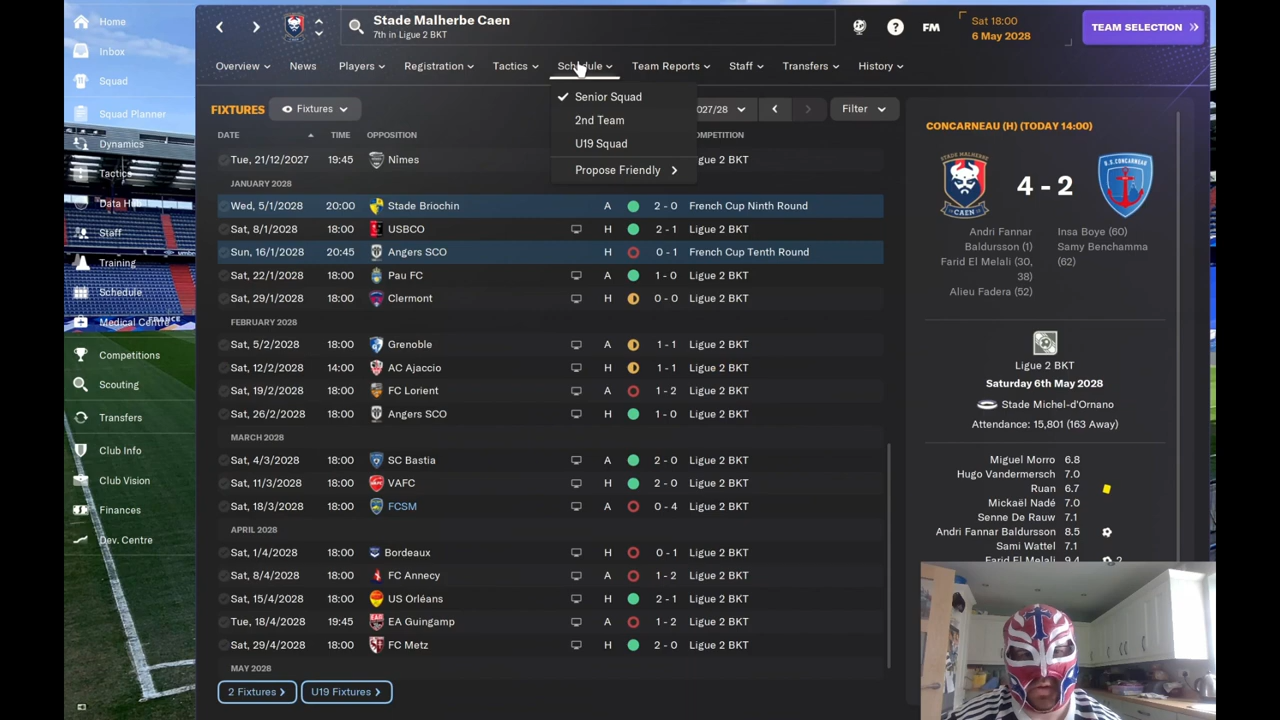 Home
Inbox
Squad
Squad Planner
Dynamics
Tactics
Data Hub
Staff
Training
Schedule
Medical Centre
Competitions
Scouting
Transfers
Club Info
Club Vision
Finances
Dev. Centre
Stade Malherbe Caen
7th in Ligue 2 BKT
FM
Sat 18:00
6 May 2028
TEAM SELECTION
Overview News Players Registration Tactics Schedule Team Reports Staff Transfers History
Senior Squad
2nd Team
U19 Squad
Propose Friendly
FIXTURES Fixtures
Filter
DATE TIME OPPOSITION
19:45 Nîmes
JANUARY 2028
Wed, 5/1/2028 20:00 Stade Briochin A 2 - 0 French Cup Ninth Round
Sat, 8/1/2028 18:00 USLSO H 2 - 1 Ligue 2 BKT
Sun, 16/1/2028 20:45 Angers SCO H 0 - 1 French Cup Tenth Round
Sat, 22/1/2028 18:00 Pau FC A 1 - 0 Ligue 2 BKT
Sat, 29/1/2028 18:00 Clermont H 0 - 0 Ligue 2 BKT
FEBRUARY 2028
Sat, 5/2/2028 18:00 Grenoble A 1 - 1 Ligue 2 BKT
Sat, 12/2/2028 14:00 AC Ajaccio H 1 - 1 Ligue 2 BKT
Sat, 19/2/2028 18:00 FC Lorient A 1 - 2 Ligue 2 BKT
Sat, 26/2/2028 18:00 Angers SCO H 1 - 0 Ligue 2 BKT
MARCH 2028
Sat, 4/3/2028 18:00 SC Bastia A 2 - 0 Ligue 2 BKT
Sat, 11/3/2028 18:00 VAFC H 2 - 0 Ligue 2 BKT
Sat, 18/3/2028 18:00 FCSM A 0 - 4 Ligue 2 BKT
APRIL 2028
Sat, 1/4/2028 18:00 Bordeaux H 0 - 1 Ligue 2 BKT
Sat, 8/4/2028 18:00 FC Annecy A 1 - 2 Ligue 2 BKT
Sat, 15/4/2028 18:00 US Orléans H 2 - 1 Ligue 2 BKT
Tue, 18/4/2028 19:45 EA Guingamp A 1 - 2 Ligue 2 BKT
Sat, 29/4/2028 18:00 FC Metz H 2 - 0 Ligue 2 BKT
MAY 2028
2 Fixtures U19 Fixtures
CONCARNEAU (H) (TODAY 14:00)
4 - 2
Andri Fannar
Baldursson (1)
Farid El Melali (30,
38)
Alieu Fadera (52)
Insa Boye (60)
Samy Benchamma
(62)
Ligue 2 BKT
Saturday 6th May 2028
Stade Michel-d'Ornano
Attendance: 15,801 (163 Away)
Miguel Morro 6.8
Hugo Vandermersch 7.0
Ruan 6.7
Mickaël Nadé 7.0
Senne De Rauw 7.1
Andri Fannar Baldursson 8.5
Sami Wattel 7.1
Farid El Melali 9.4 2